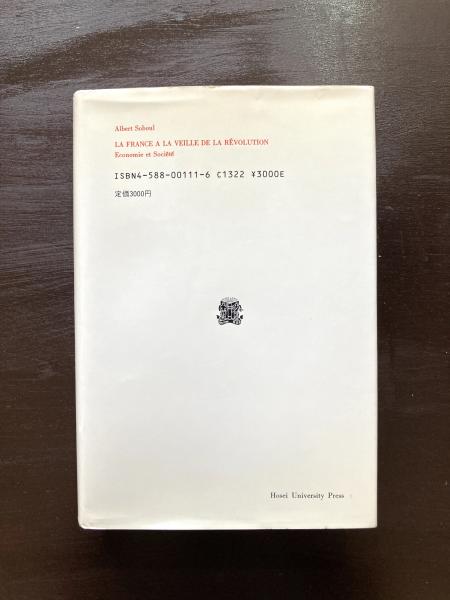 Albert Soboul
LA FRANCE A LA VEILLE DE LA RÉVOLUTION
Economie et Société
ISBN4-588-00111-6 C1322 ¥3000E
定価3000円
Hosei University Press